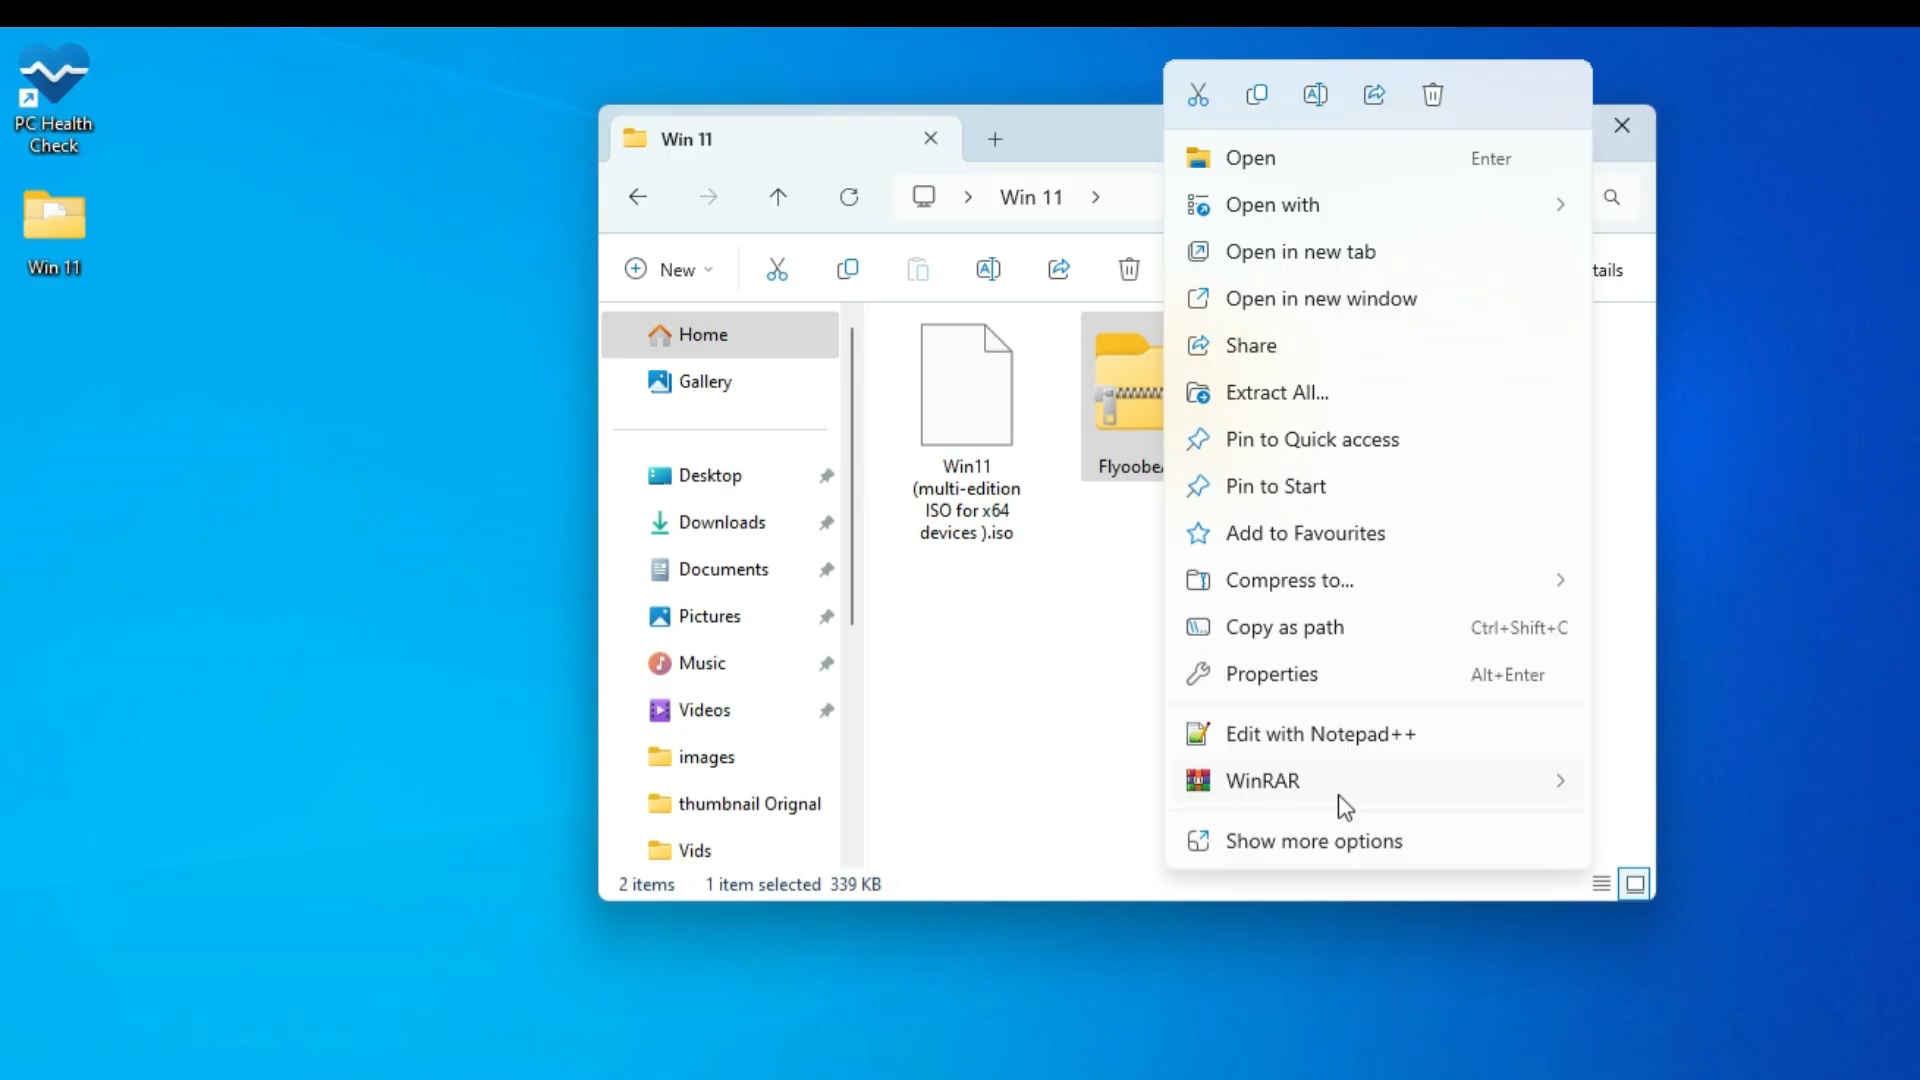 PC Health
Check
Win 11
Win 11
Win 11
New
tails
Home
Gallery
Desktop
Downloads
Documents
Pictures
Music
Videos
images
thumbnail Orignal
Vids
Win11
(multi-edition
ISO for x64
devices ).iso
Flyoobe
2 items 1 item selected 339 KB
Open Enter
Open with
Open in new tab
Open in new window
Share
Extract All...
Pin to Quick access
Pin to Start
Add to Favourites
Compress to...
Copy as path Ctrl+Shift+C
Properties Alt+Enter
Edit with Notepad++
WinRAR
Show more options